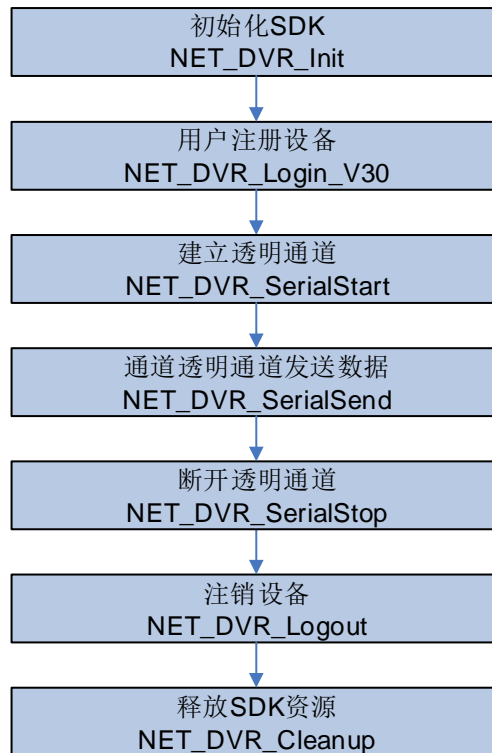 初始化SDK
NET_DVR_Init
用户注册设备
NET_DVR_Login_V30
建立透明通道
NET_DVR_SerialStart
通道透明通道发送数据
NET_DVR_SerialSend
断开透明通道
NET_DVR_SerialStop
注销设备
NET_DVR_Logout
释放SDK资源
NET_DVR_Cleanup